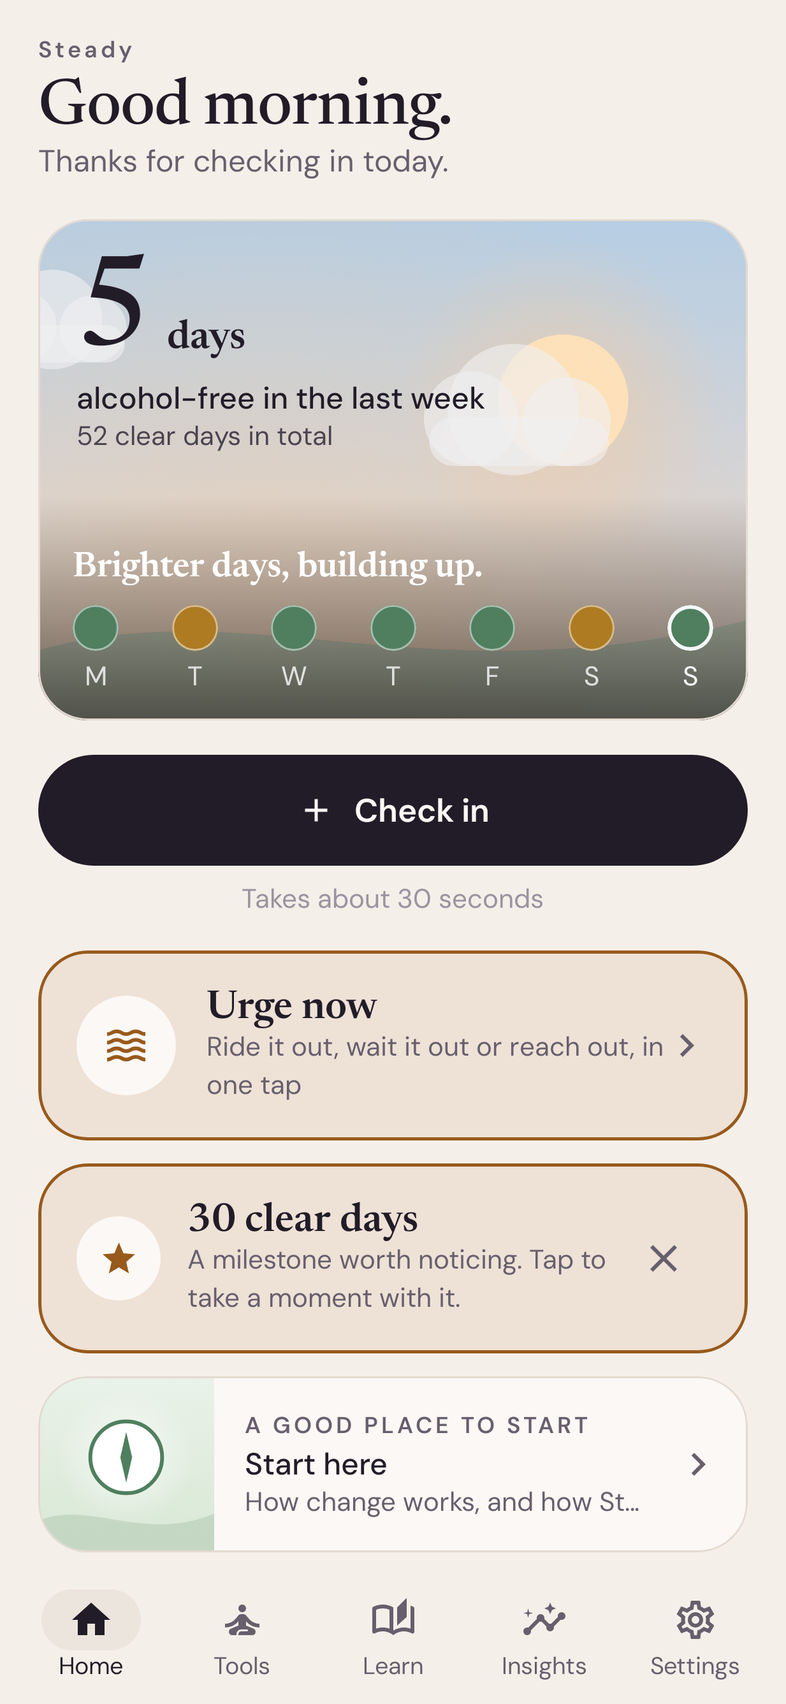 Steady
Good morning.
Thanks for checking in today.
5 days
alcohol-free in the last week
52 clear days in total
Brighter days, building up.
M T W T F S S
+ Check in
Takes about 30 seconds
Urge now
Ride it out, wait it out or reach out, in
one tap
30 clear days
A milestone worth noticing. Tap to
take a moment with it.
A GOOD PLACE TO START
Start here
How change works, and how St...
Home Tools Learn Insights Settings